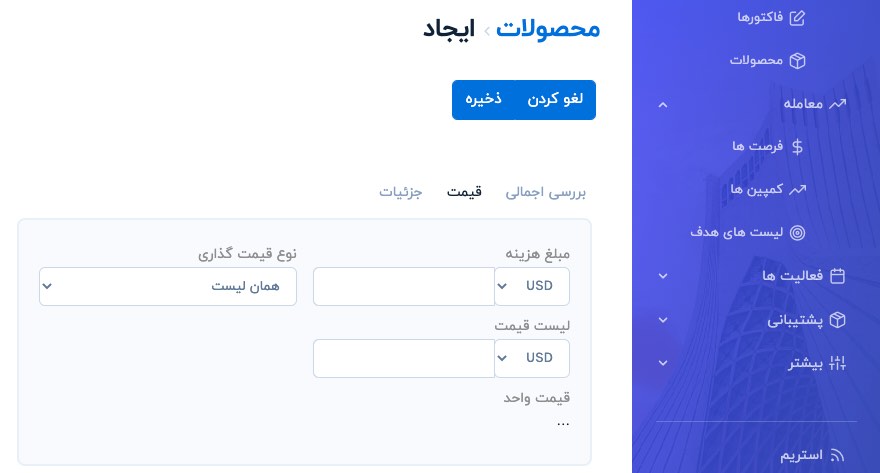 محصولات › ایجاد
لغو کردن
ذخیره
بررسی اجمالی
قیمت
جزئیات
مبلغ هزینه
نوع قیمت گذاری
USD
همان لیست
لیست قیمت
USD
قیمت واحد
...
فاکتورها
محصولات
معامله
فرصت ها
کمپین ها
لیست های هدف
فعالیت ها
پشتیبانی
بیشتر
استریم